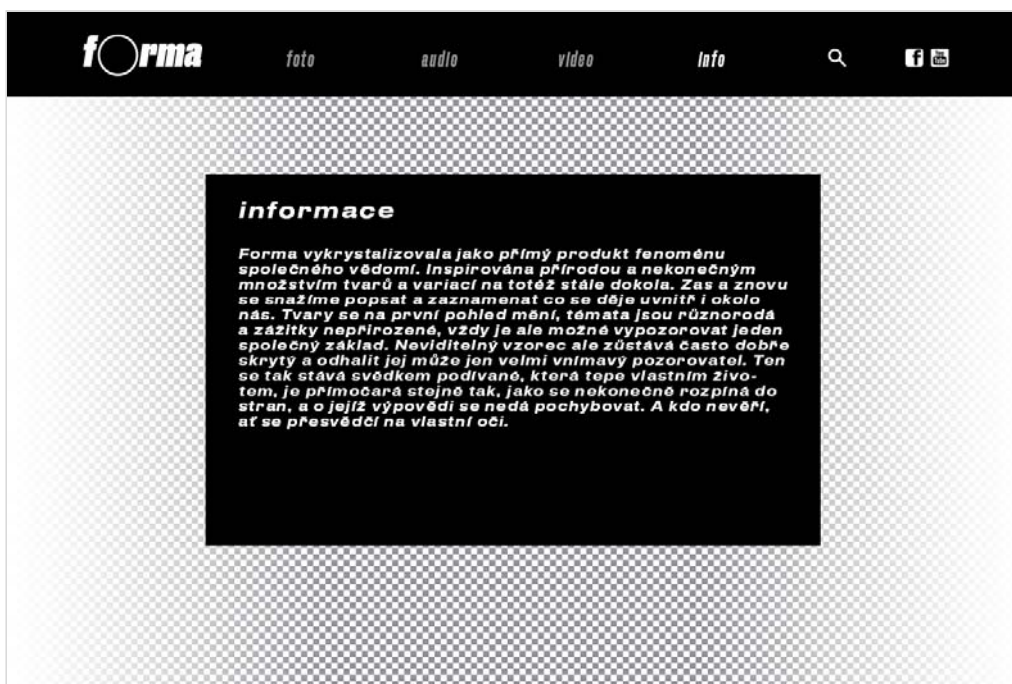 forma
foto
audio
video
info
You
Tube
informace
Forma vykrystalizovala jako přímý produkt fenoménu
společného vědomí. Inspirována přírodou a nekonečným
množstvím tvarů a variací na totéž stále dokola. Zas a znovu
se snažíme popsat a zaznamenat co se děje uvnitř i okolo
nás. Tvary se na první pohled mění, témata jsou různorodá
a zážitky nepřirozené, vždy je ale možné vypozorovat jeden
společný základ. Neviditelný vzorec ale zůstává často dobře
skrytý a odhalit jej může jen velmi vnímavý pozorovatel. Ten
se tak stává svědkem podívané, která tepe vlastním živo-
tem, je přímočará stejně tak, jako se nekonečně rozpíná do
stran, a o jejíž výpovědi se nedá pochybovat. A kdo nevěří,
ať se přesvědčí na vlastní oči.